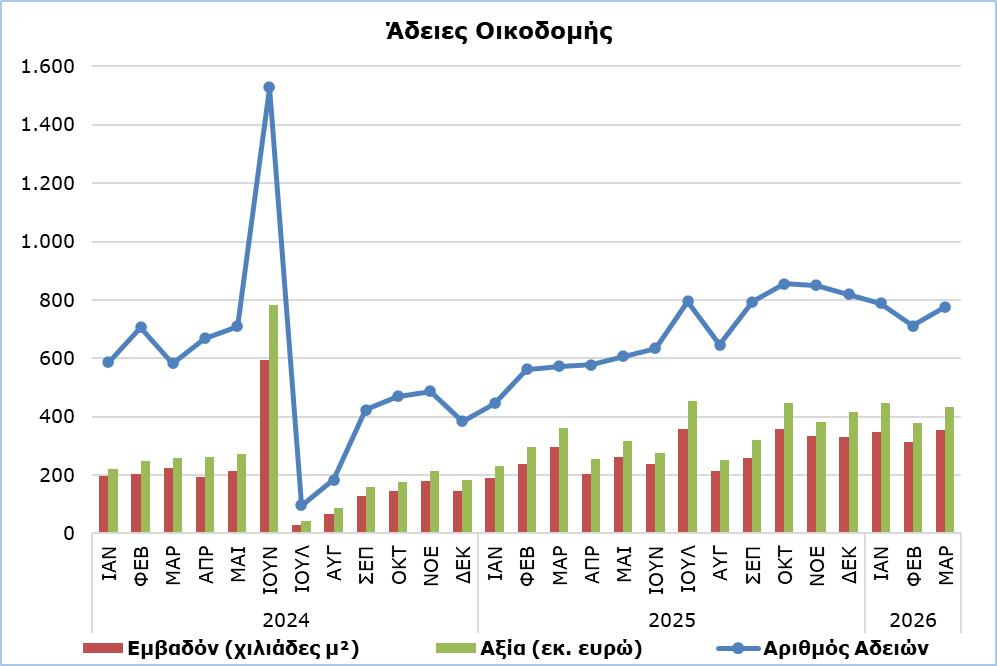 Άδειες Οικοδομής
1.600
1.400
1.200
1.000
800
600
400
200
0
ΙΑΝ ΦΕΒ ΜΑΡ ΑΠΡ ΜΑΙ ΙΟΥΝ ΙΟΥΛ ΑΥΓ ΣΕΠ ΟΚΤ ΝΟΕ ΔΕΚ ΙΑΝ ΦΕΒ ΜΑΡ ΑΠΡ ΜΑΙ ΙΟΥΝ ΙΟΥΛ ΑΥΓ ΣΕΠ ΟΚΤ ΝΟΕ ΔΕΚ ΙΑΝ ΦΕΒ ΜΑΡ
2024 2025 2026
Εμβαδόν (χιλιάδες μ²) Αξία (εκ. ευρώ) Αριθμός Αδειών